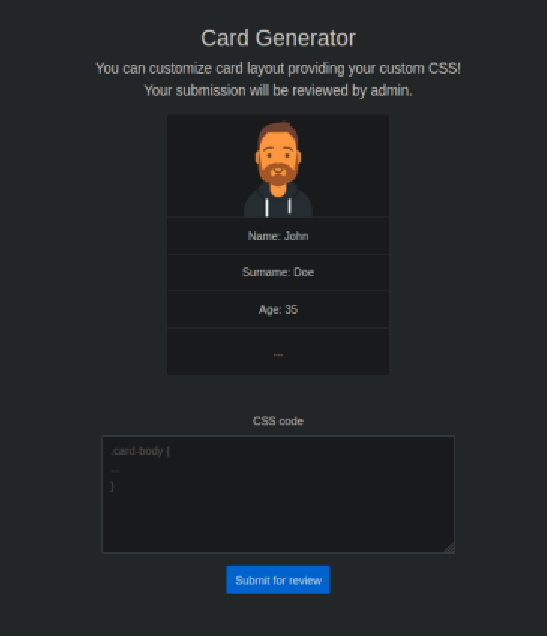 Card Generator
You can customize card layout providing your custom CSS!
Your submission will be reviewed by admin.
Name: John
Surname: Doe
Age: 35
...
CSS code
.card-body {
...
}
Submit for review